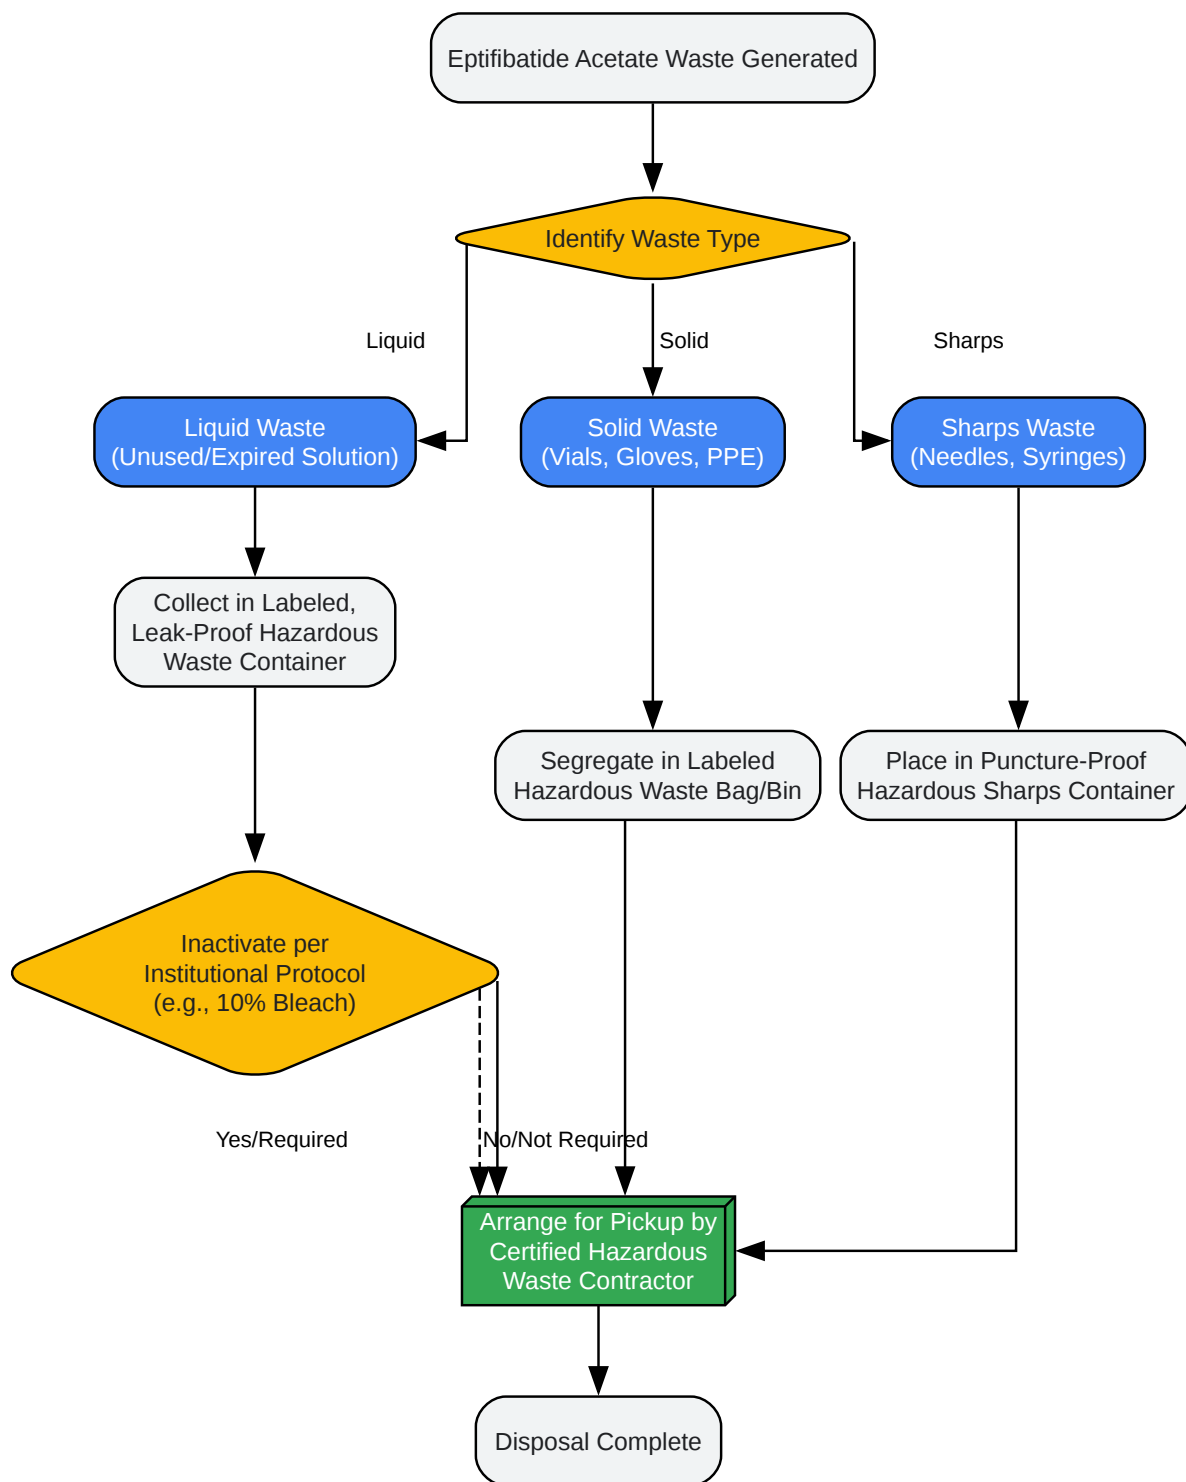 Eptifibatide Acetate Waste Generated
Identify Waste Type
Liquid
Solid
Sharps
Liquid Waste
(Unused/Expired Solution)
Solid Waste
(Vials, Gloves, PPE)
Sharps Waste
(Needles, Syringes)
Collect in Labeled,
Leak-Proof Hazardous
Waste Container
Segregate in Labeled
Hazardous Waste Bag/Bin
Place in Puncture-Proof
Hazardous Sharps Container
Inactivate per
Institutional Protocol
(e.g., 10% Bleach)
Yes/Required
No/Not Required
Arrange for Pickup by
Certified Hazardous
Waste Contractor
Disposal Complete